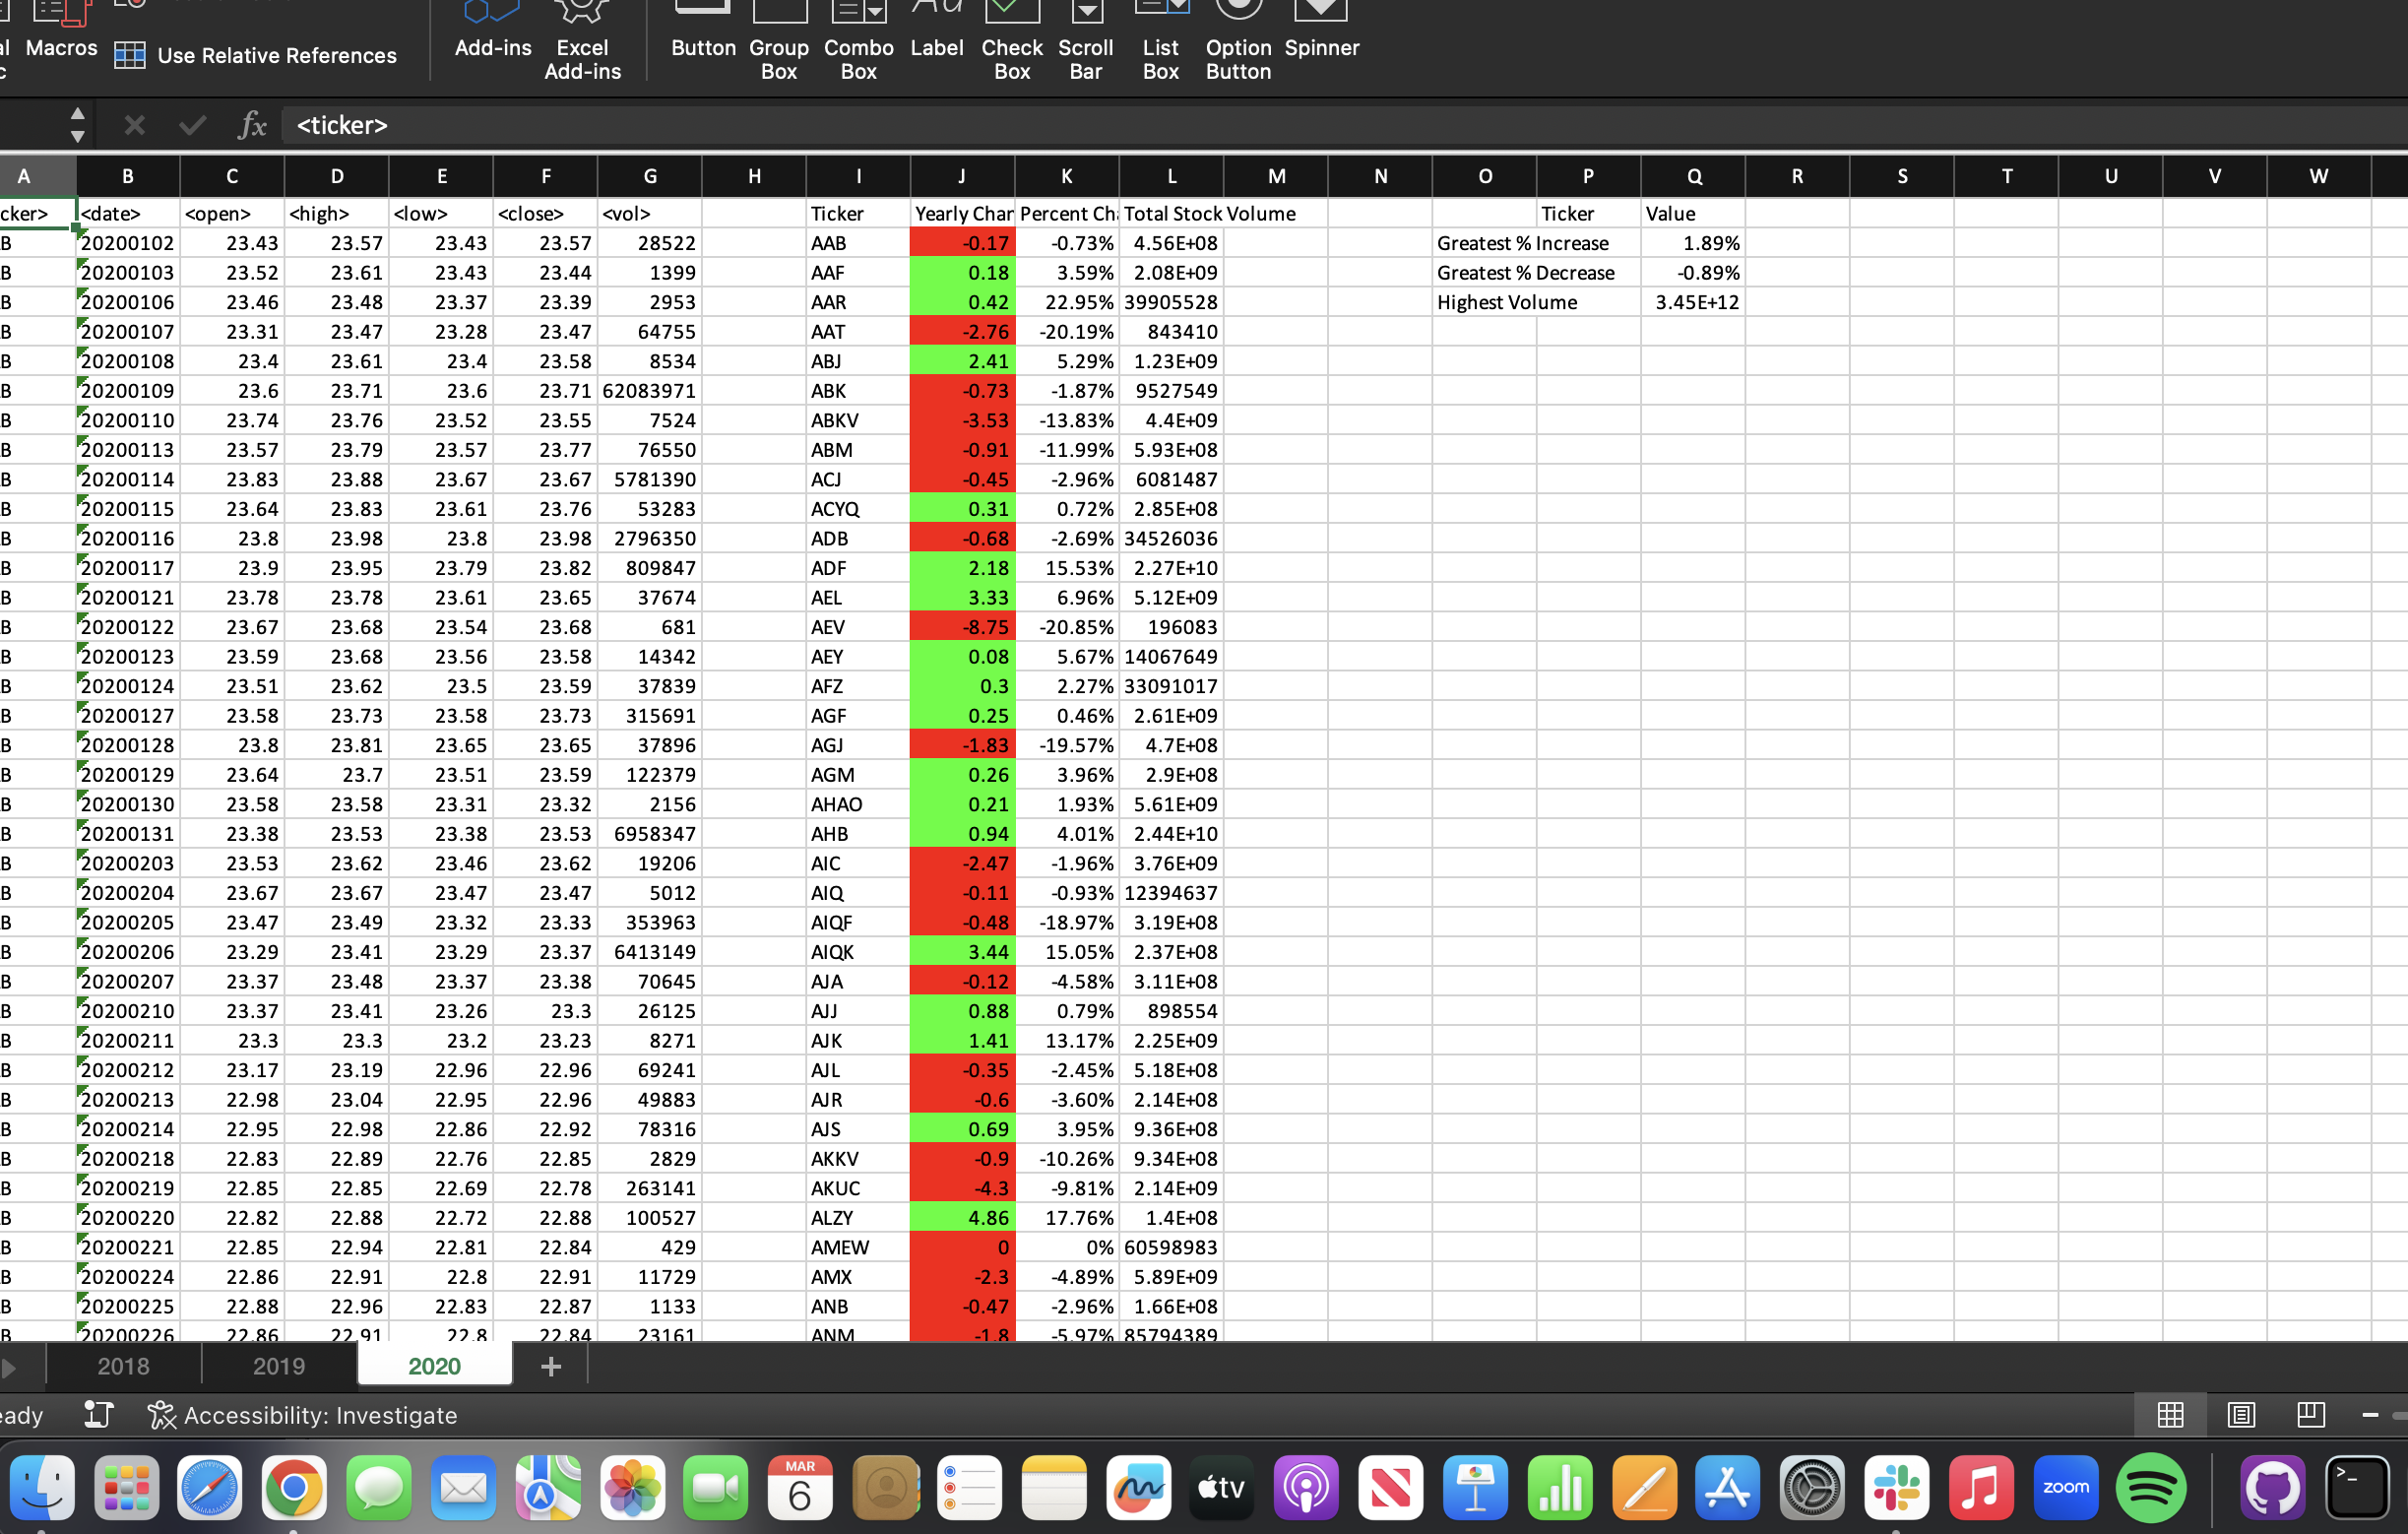 Macros
Use Relative References
Add-ins Excel Add-ins
Button Group Box Combo Box Label Check Box Scroll Bar List Box Option Button Spinner
fx <ticker>
A B C D E F G H I J K L M N O P Q R S T U V W
cker> <date> <open> <high> <low> <close> <vol> Ticker Yearly Char Percent Ch Total Stock Volume Ticker Value
B 20200102 23.43 23.57 23.43 23.57 28522 AAB -0.17 -0.73% 4.56E+08 Greatest % Increase 1.89%
B 20200103 23.52 23.61 23.43 23.44 1399 AAF 0.18 3.59% 2.08E+09 Greatest % Decrease -0.89%
B 20200106 23.46 23.48 23.37 23.39 2953 AAR 0.42 22.95% 39905528 Highest Volume 3.45E+12
B 20200107 23.31 23.47 23.28 23.47 64755 AAT -2.76 -20.19% 843410
B 20200108 23.4 23.61 23.4 23.58 8534 ABJ 2.41 5.29% 1.23E+09
B 20200109 23.6 23.71 23.6 23.71 62083971 ABK -0.73 -1.87% 9527549
B 20200110 23.74 23.76 23.52 23.55 7524 ABKV -3.53 -13.83% 4.4E+09
B 20200113 23.57 23.79 23.57 23.77 76550 ABM -0.91 -11.99% 5.93E+08
B 20200114 23.83 23.88 23.67 23.67 5781390 ACJ -0.45 -2.96% 6081487
B 20200115 23.64 23.83 23.61 23.76 53283 ACYQ 0.31 0.72% 2.85E+08
B 20200116 23.8 23.98 23.8 23.98 2796350 ADB -0.68 -2.69% 34526036
B 20200117 23.9 23.95 23.79 23.82 809847 ADF 2.18 15.53% 2.27E+10
B 20200121 23.78 23.78 23.61 23.65 37674 AEL 3.33 6.96% 5.12E+09
B 20200122 23.67 23.68 23.54 23.68 681 AEV -8.75 -20.85% 196083
B 20200123 23.59 23.68 23.56 23.58 14342 AEY 0.08 5.67% 14067649
B 20200124 23.51 23.62 23.5 23.59 37839 AFZ 0.3 2.27% 33091017
B 20200127 23.58 23.73 23.58 23.73 315691 AGF 0.25 0.46% 2.61E+09
B 20200128 23.8 23.81 23.65 23.65 37896 AGJ -1.83 -19.57% 4.7E+08
B 20200129 23.64 23.7 23.51 23.59 122379 AGM 0.26 3.96% 2.9E+08
B 20200130 23.58 23.58 23.31 23.32 2156 AHAO 0.21 1.93% 5.61E+09
B 20200131 23.38 23.53 23.38 23.53 6958347 AHB 0.94 4.01% 2.44E+10
B 20200203 23.53 23.62 23.46 23.62 19206 AIC -2.47 -1.96% 3.76E+09
B 20200204 23.67 23.67 23.47 23.47 5012 AIQ -0.11 -0.93% 12394637
B 20200205 23.47 23.49 23.32 23.33 353963 AIQF -0.48 -18.97% 3.19E+08
B 20200206 23.29 23.41 23.29 23.37 6413149 AIQK 3.44 15.05% 2.37E+08
B 20200207 23.37 23.48 23.37 23.38 70645 AJA -0.12 -4.58% 3.11E+08
B 20200210 23.37 23.41 23.26 23.3 26125 AJJ 0.88 0.79% 898554
B 20200211 23.3 23.3 23.2 23.23 8271 AJK 1.41 13.17% 2.25E+09
B 20200212 23.17 23.19 22.96 22.96 69241 AJL -0.35 -2.45% 5.18E+08
B 20200213 22.98 23.04 22.95 22.96 49883 AJR -0.6 -3.60% 2.14E+08
B 20200214 22.95 22.98 22.86 22.92 78316 AJS 0.69 3.95% 9.36E+08
B 20200218 22.83 22.89 22.76 22.85 2829 AKKV -0.9 -10.26% 9.34E+08
B 20200219 22.85 22.85 22.69 22.78 263141 AKUC -4.3 -9.81% 2.14E+09
B 20200220 22.82 22.88 22.72 22.88 100527 ALZY 4.86 17.76% 1.4E+08
B 20200221 22.85 22.94 22.81 22.84 429 AMEW 0 0% 60598983
B 20200224 22.86 22.91 22.8 22.91 11729 AMX -2.3 -4.89% 5.89E+09
B 20200225 22.88 22.96 22.83 22.87 1133 ANB -0.47 -2.96% 1.66E+08
B 20200226 22.86 22.91 22.8 22.84 23161 ANM -1.8 -5.97% 85794389
2018 2019 2020 +
eady Accessibility: Investigate
MAR
6
tv
zoom